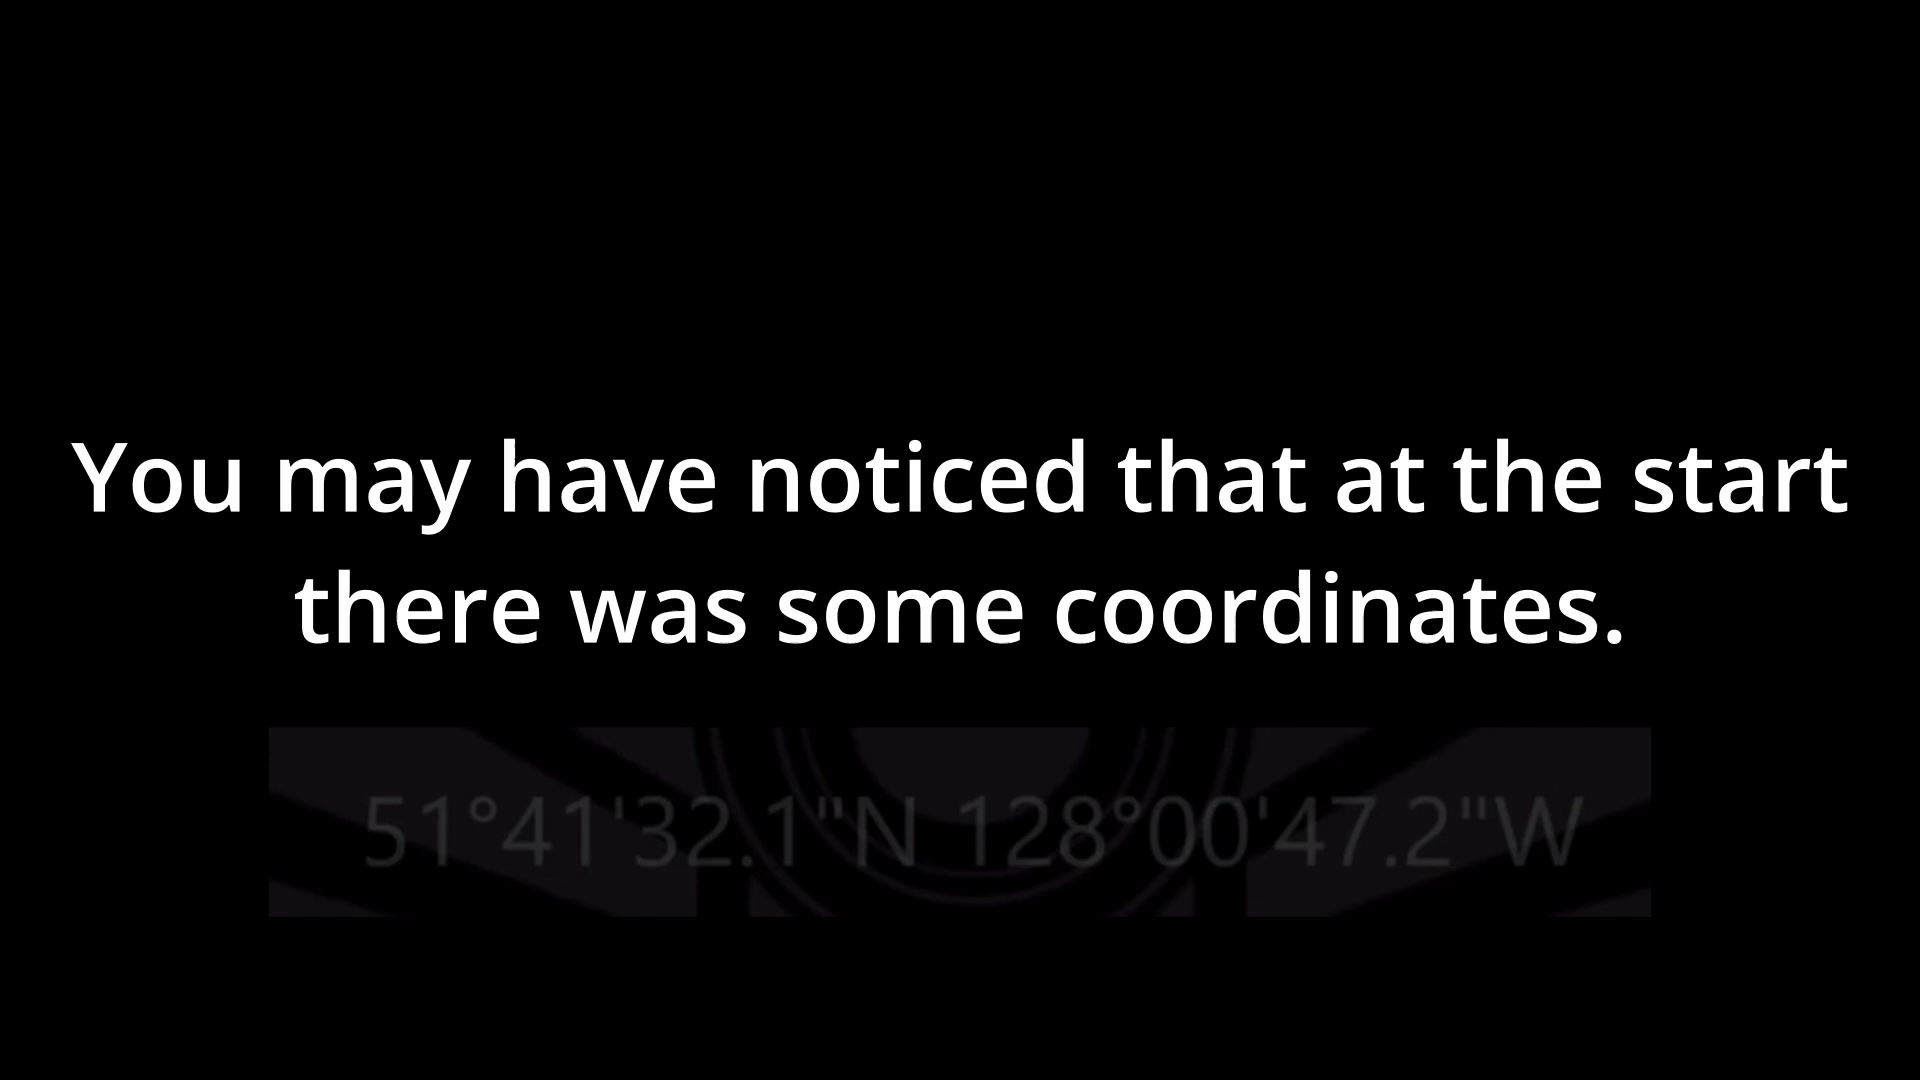 You may have noticed that at the start
there was some coordinates.
51°41'32.1"N 128°00'47.2"W